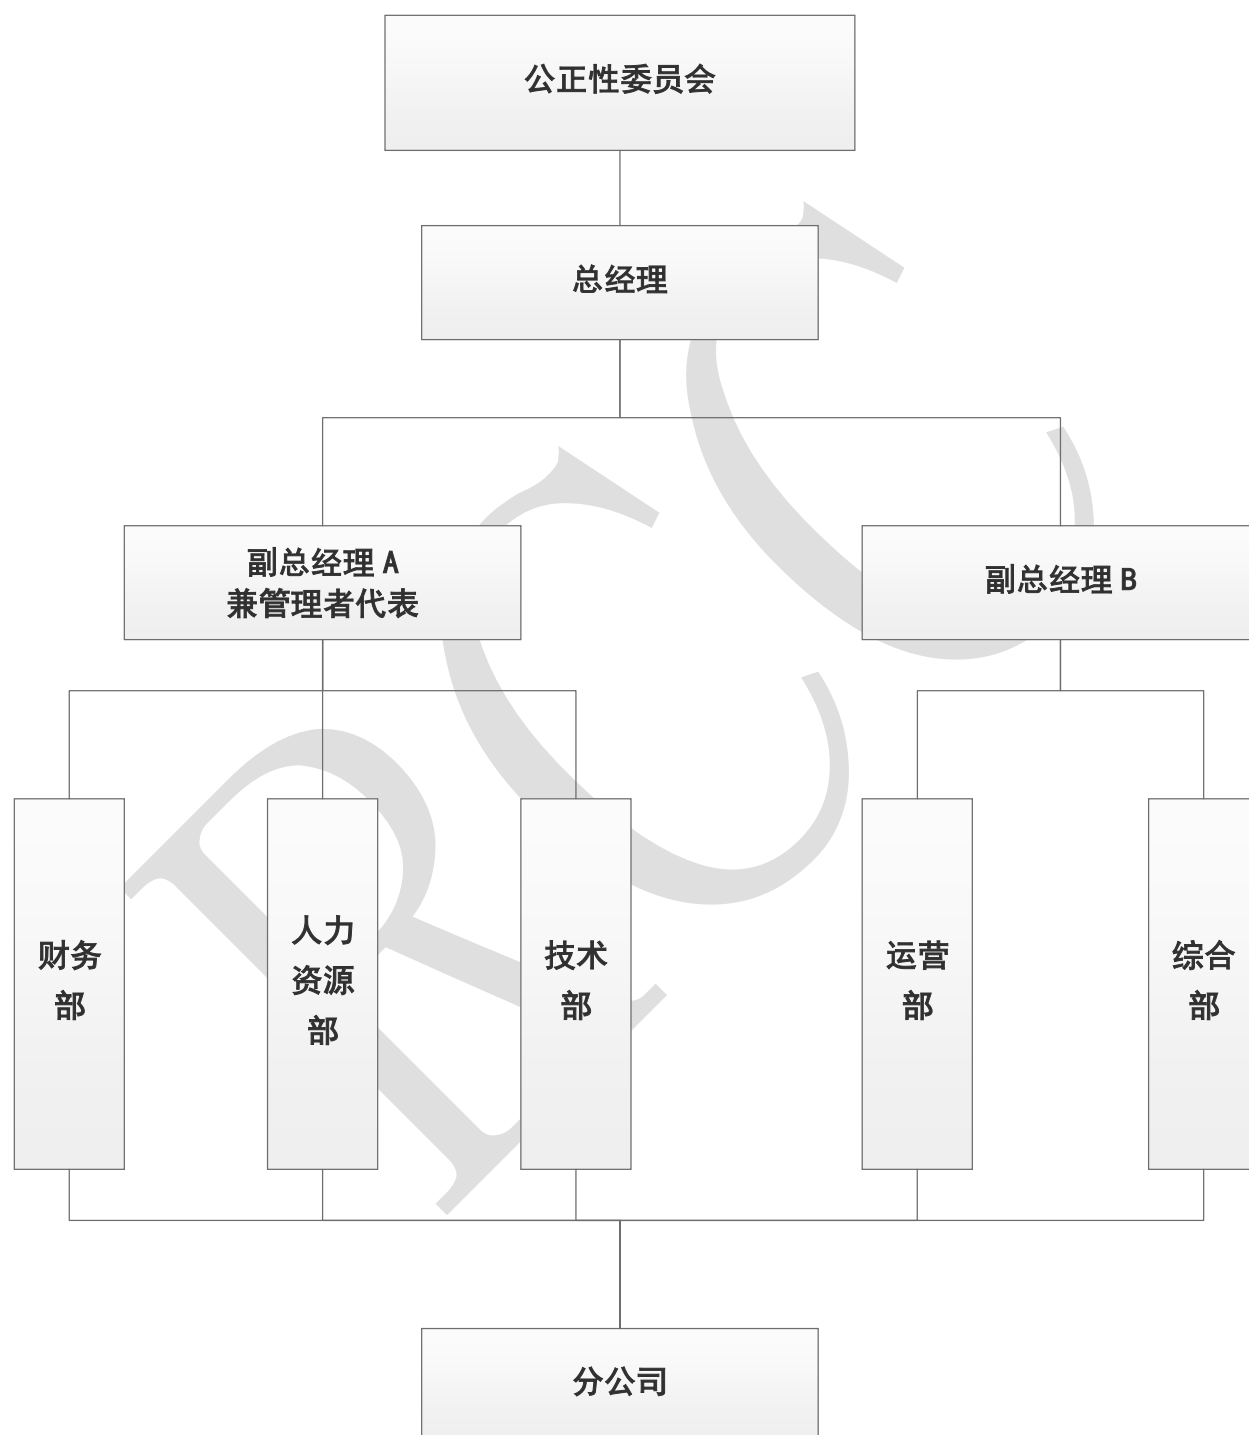 公正性委员会
总经理
副总经理 A
兼管理者代表
副总经理 B
财务
部
人力
资源
部
技术
部
运营
部
综合
部
分公司
RCC